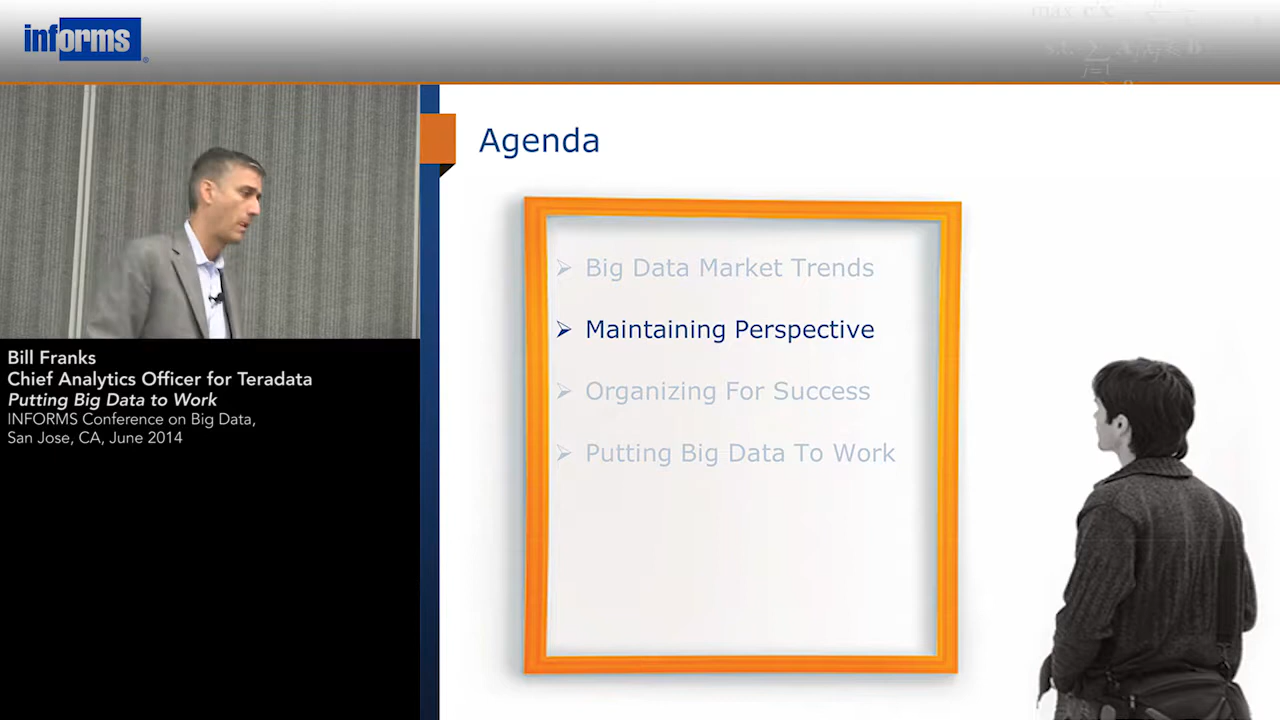 informs
Bill Franks
Chief Analytics Officer for Teradata
Putting Big Data to Work
INFORMS Conference on Big Data,
San Jose, CA, June 2014
Agenda
Big Data Market Trends
Maintaining Perspective
Organizing For Success
Putting Big Data To Work